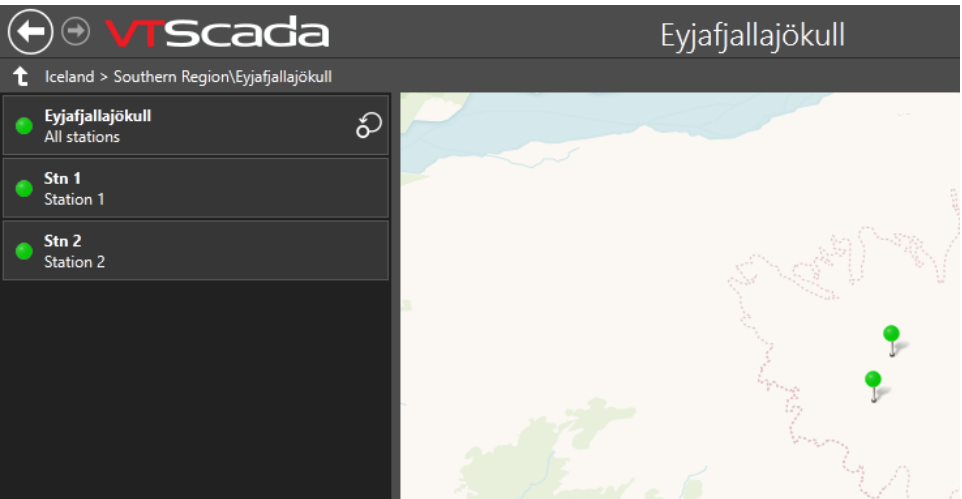 VTScada
Eyjafjallajökull
Iceland > Southern Region\Eyjafjallajökull
Eyjafjallajökull
All stations
Stn 1
Station 1
Stn 2
Station 2